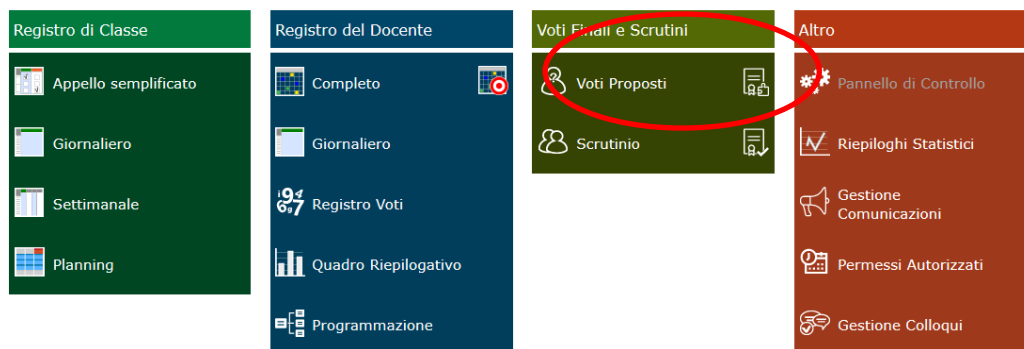 Registro di Classe
Appello semplificato
Giornaliero
Settimanale
Planning
Registro del Docente
Completo
Giornaliero
Registro Voti
Quadro Riepilogativo
Programmazione
Voti Finali e Scrutini
Voti Proposti
Scrutinio
Altro
Pannello di Controllo
Riepiloghi Statistici
Gestione
Comunicazioni
Permessi Autorizzati
Gestione Colloqui